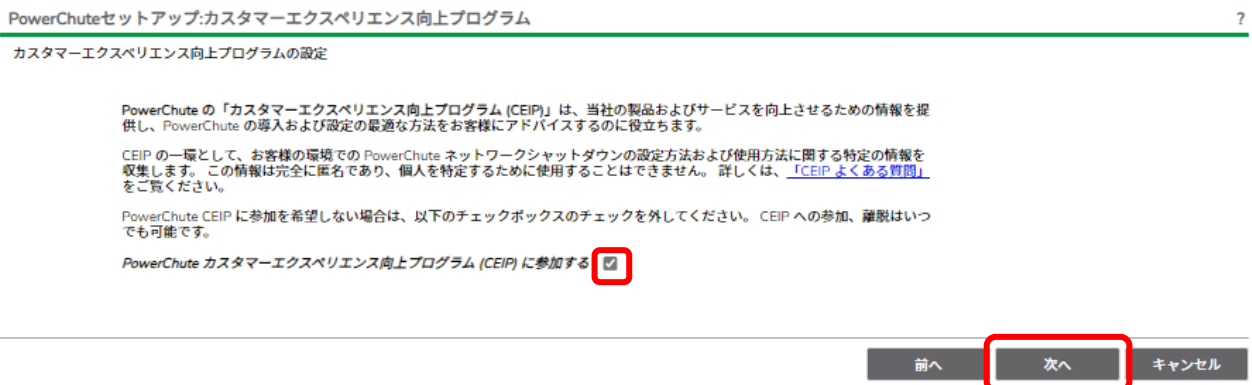 PowerChuteセットアップ:カスタマーエクスペリエンス向上プログラム ?
カスタマーエクスペリエンス向上プログラムの設定
PowerChute の「カスタマーエクスペリエンス向上プログラム (CEIP)」は、当社の製品およびサービスを向上させるための情報を提
供し、PowerChute の導入および設定の最適な方法をお客様にアドバイスするのに役立ちます。
CEIP の一環として、お客様の環境での PowerChute ネットワークシャットダウンの設定方法および使用方法に関する特定の情報を
収集します。 この情報は完全に匿名であり、個人を特定するために使用することはできません。 詳しくは、「CEIP よくある質問」
をご覧ください。
PowerChute CEIP に参加を希望しない場合は、以下のチェックボックスのチェックを外してください。 CEIP への参加、離脱はいつ
でも可能です。
PowerChute カスタマーエクスペリエンス向上プログラム (CEIP) に参加する
前へ 次へ キャンセル